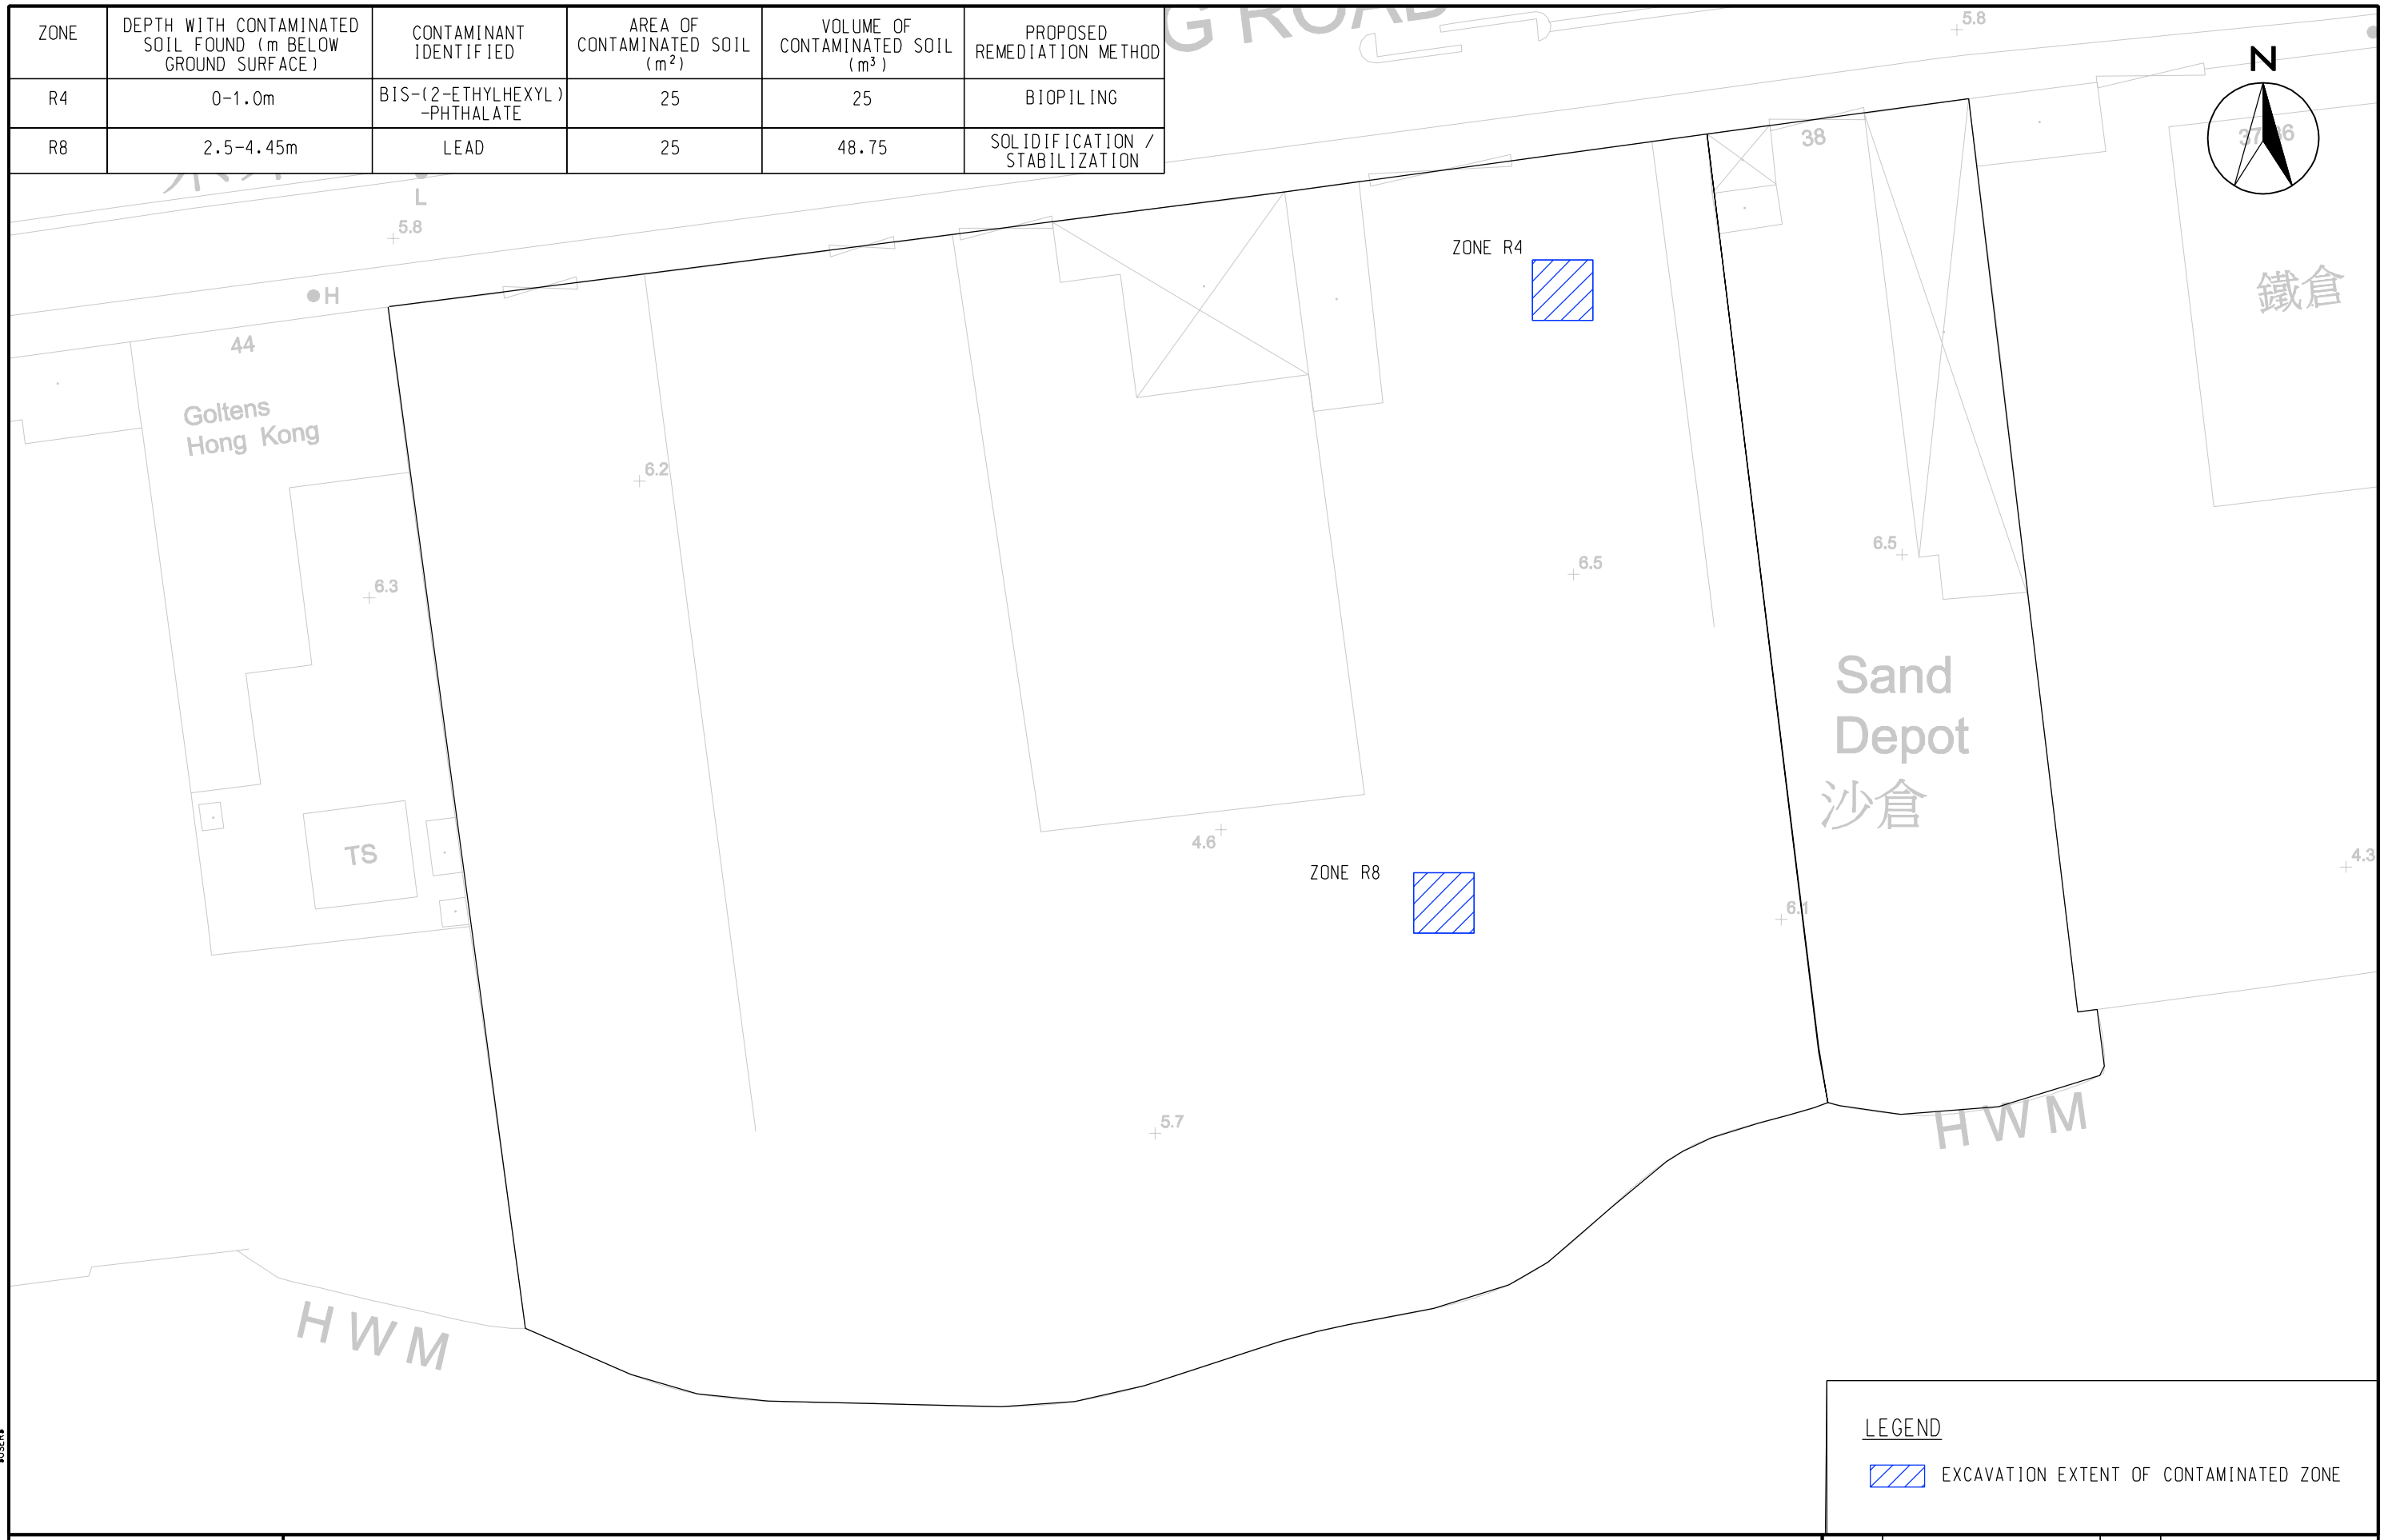 ZONE
DEPTH WITH CONTAMINATED
SOIL FOUND (m BELOW
GROUND SURFACE)
CONTAMINANT
IDENTIFIED
AREA OF
CONTAMINATED SOIL
(m²)
VOLUME OF
CONTAMINATED SOIL
(m³)
PROPOSED
REMEDIATION METHOD
R4
0-1.0m
BIS-(2-ETHYLHEXYL)
-PHTHALATE
25
25
BIOPILING
R8
2.5-4.45m
LEAD
25
48.75
SOLIDIFICATION /
STABILIZATION
G ROAD
5.8
N
38
L
5.8
ZONE R4
H
44
鐵倉
Goltens
Hong Kong
6.2
6.5
6.5
6.3
Sand
Depot
沙倉
4.6
TS
4.3
ZONE R8
6.1
5.7
HWM
HWM
LEGEND
EXCAVATION EXTENT OF CONTAMINATED ZONE